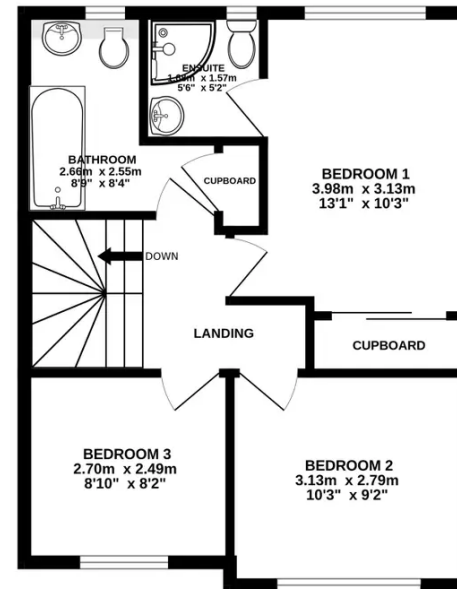 ENSUITE
1.68m x 1.57m
5'6" x 5'2"
BATHROOM
2.66m x 2.55m
8'9" x 8'4"
CUPBOARD
BEDROOM 1
3.98m x 3.13m
13'1" x 10'3"
DOWN
LANDING
CUPBOARD
BEDROOM 3
2.70m x 2.49m
8'10" x 8'2"
BEDROOM 2
3.13m x 2.79m
10'3" x 9'2"